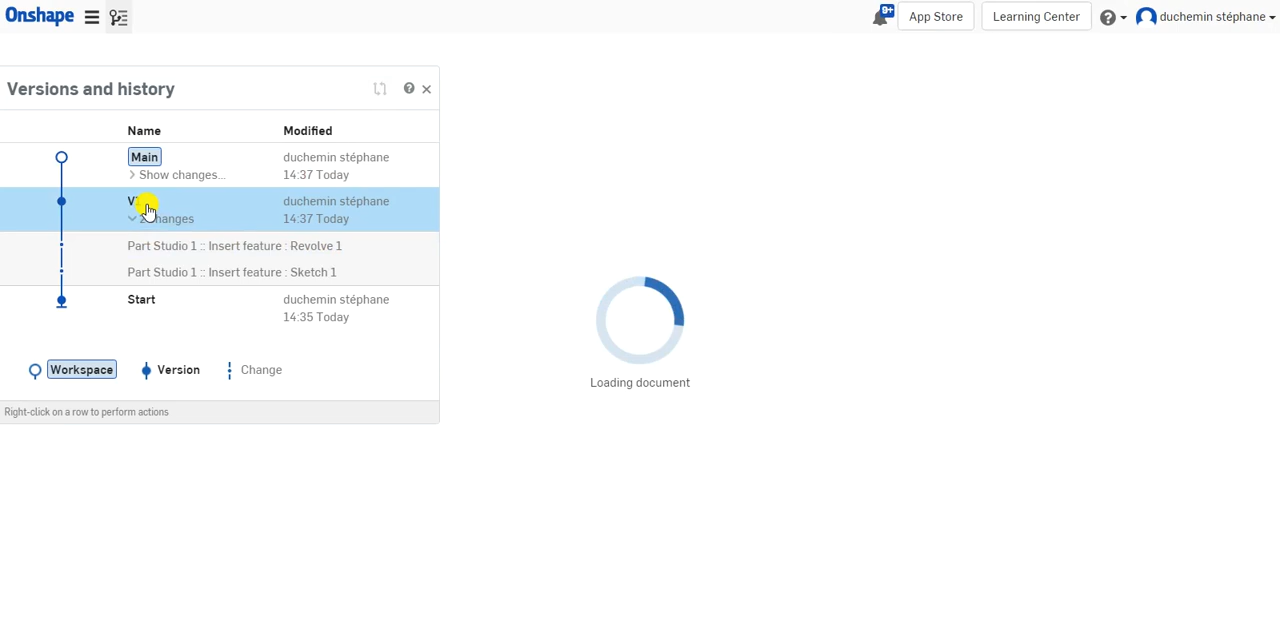 Onshape
9+
App Store
Learning Center
duchemin stéphane
Versions and history
Name Modified
Main duchemin stéphane
Show changes... 14:37 Today
duchemin stéphane
14:37 Today
Part Studio 1 :: Insert feature : Revolve 1
Part Studio 1 :: Insert feature : Sketch 1
Start duchemin stéphane
14:35 Today
Workspace Version Change
Right-click on a row to perform actions
Loading document